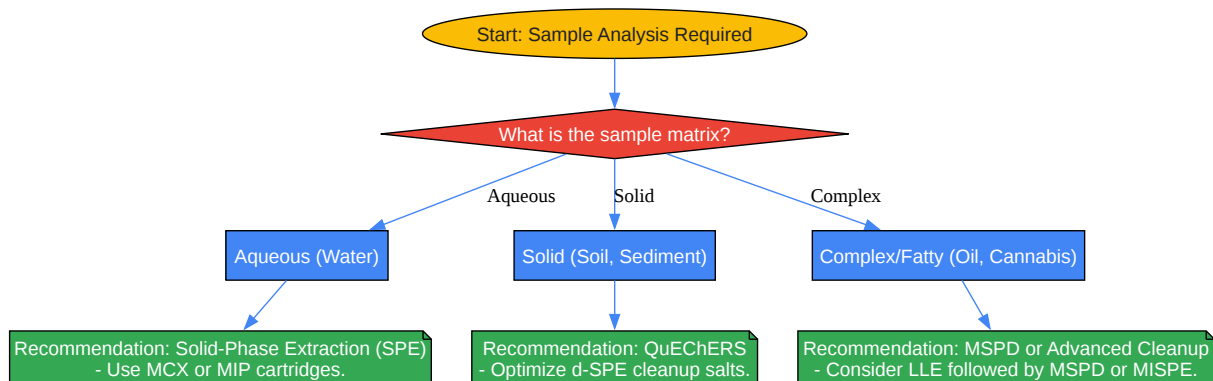 Start: Sample Analysis Required
What is the sample matrix?
Aqueous
Solid
Complex
Aqueous (Water)
Solid (Soil, Sediment)
Complex/Fatty (Oil, Cannabis)
Recommendation: Solid-Phase Extraction (SPE)
- Use MCX or MIP cartridges.
Recommendation: QuEChERS
- Optimize d-SPE cleanup salts.
Recommendation: MSPD or Advanced Cleanup
- Consider LLE followed by MSPD or MISPE.